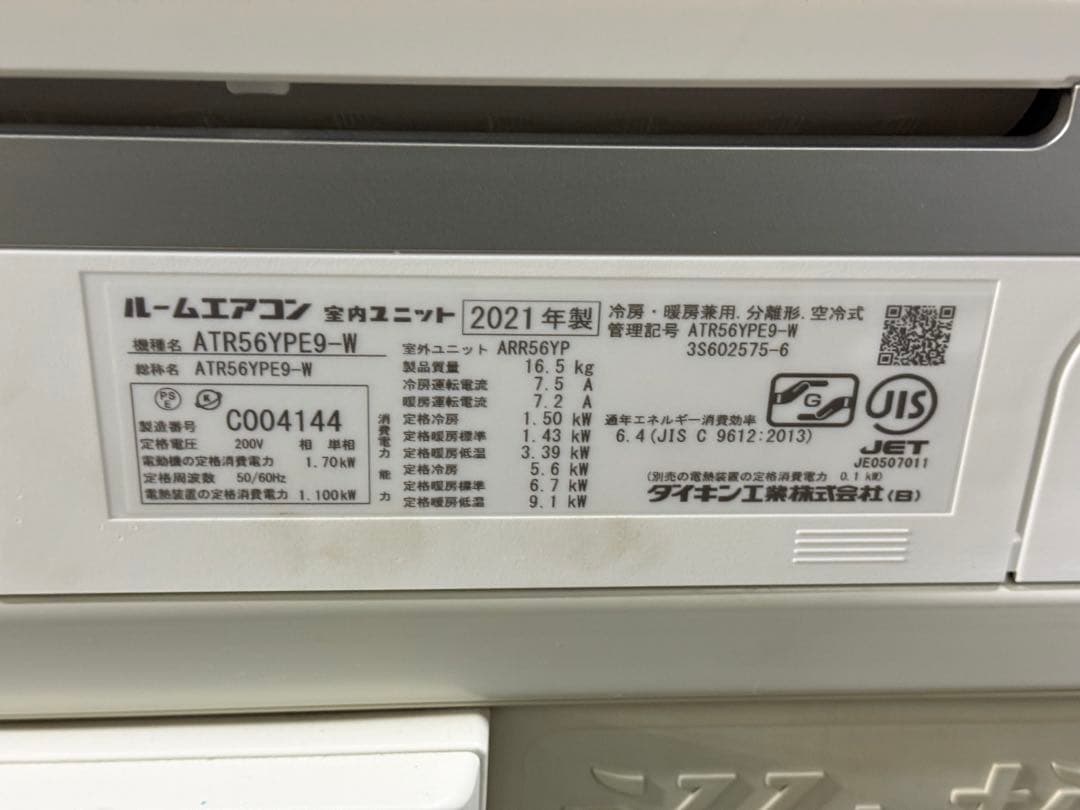 ルームエアコン 室内ユニット 2021年製
機種名 ATR56YPE9-W
総称名 ATR56YPE9-W
PS E
製造番号 C004144
定格電圧 200V 相 単相
電動機の定格消費電力 1.70kW
定格周波数 50/60Hz
電熱装置の定格消費電力 1.100kW
室外ユニット ARR56YP
製品質量 16.5 kg
冷房運転電流 7.5 A
暖房運転電流 7.2 A
消費電力
定格冷房 1.50 kW
定格暖房標準 1.43 kW
定格暖房低温 3.39 kW
能力
定格冷房 5.6 kW
定格暖房標準 6.7 kW
定格暖房低温 9.1 kW
冷房・暖房兼用.分離形.空冷式
管理記号 ATR56YPE9-W
3S602575-6
G
JIS
JET
JE0507011
通年エネルギー消費効率
6.4(JIS C 9612:2013)
(別売の電熱装置の定格消費電力 0.1 kW)
ダイキン工業株式会社(日)